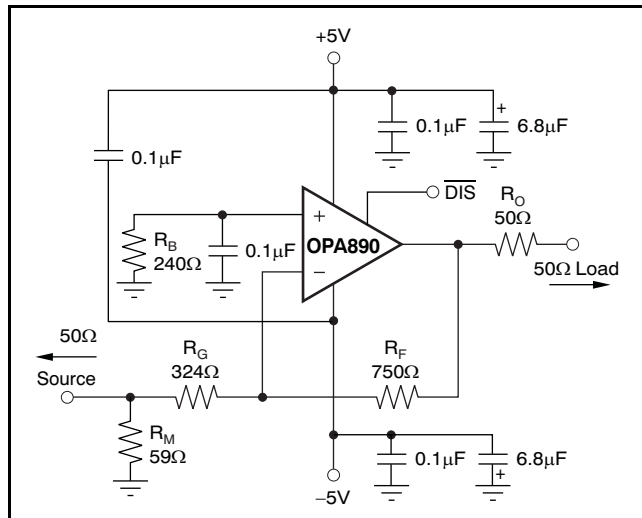 +5V
0.1μF
+
0.1μF
6.8μF
DIS
R_O
50Ω
+
OPA890
−
R_B
240Ω
0.1μF
50Ω Load
50Ω
Source
R_G
324Ω
R_F
750Ω
R_M
59Ω
0.1μF
6.8μF
+
−5V